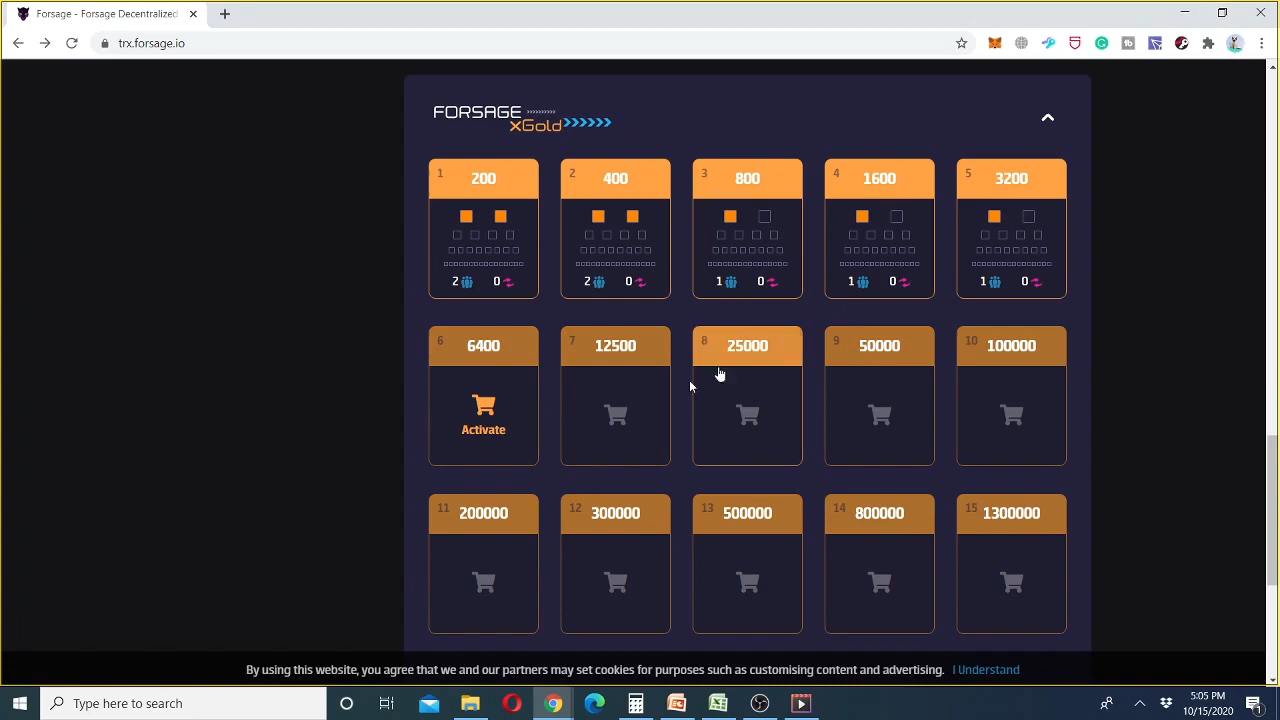 Forsage - Forsage Decentralized
trx.forsage.io
FORSAGE
xGold
1 200
2 400
3 800
4 1600
5 3200
2 0
2 0
1 0
1 0
1 0
6 6400
7 12500
8 25000
9 50000
10 100000
Activate
11 200000
12 300000
13 500000
14 800000
15 1300000
By using this website, you agree that we and our partners may set cookies for purposes such as customising content and advertising. I Understand
Type here to search
5:05 PM
10/15/2020